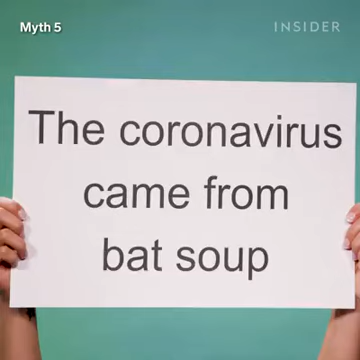 Myth 5
INSIDER
The coronavirus
came from
bat soup